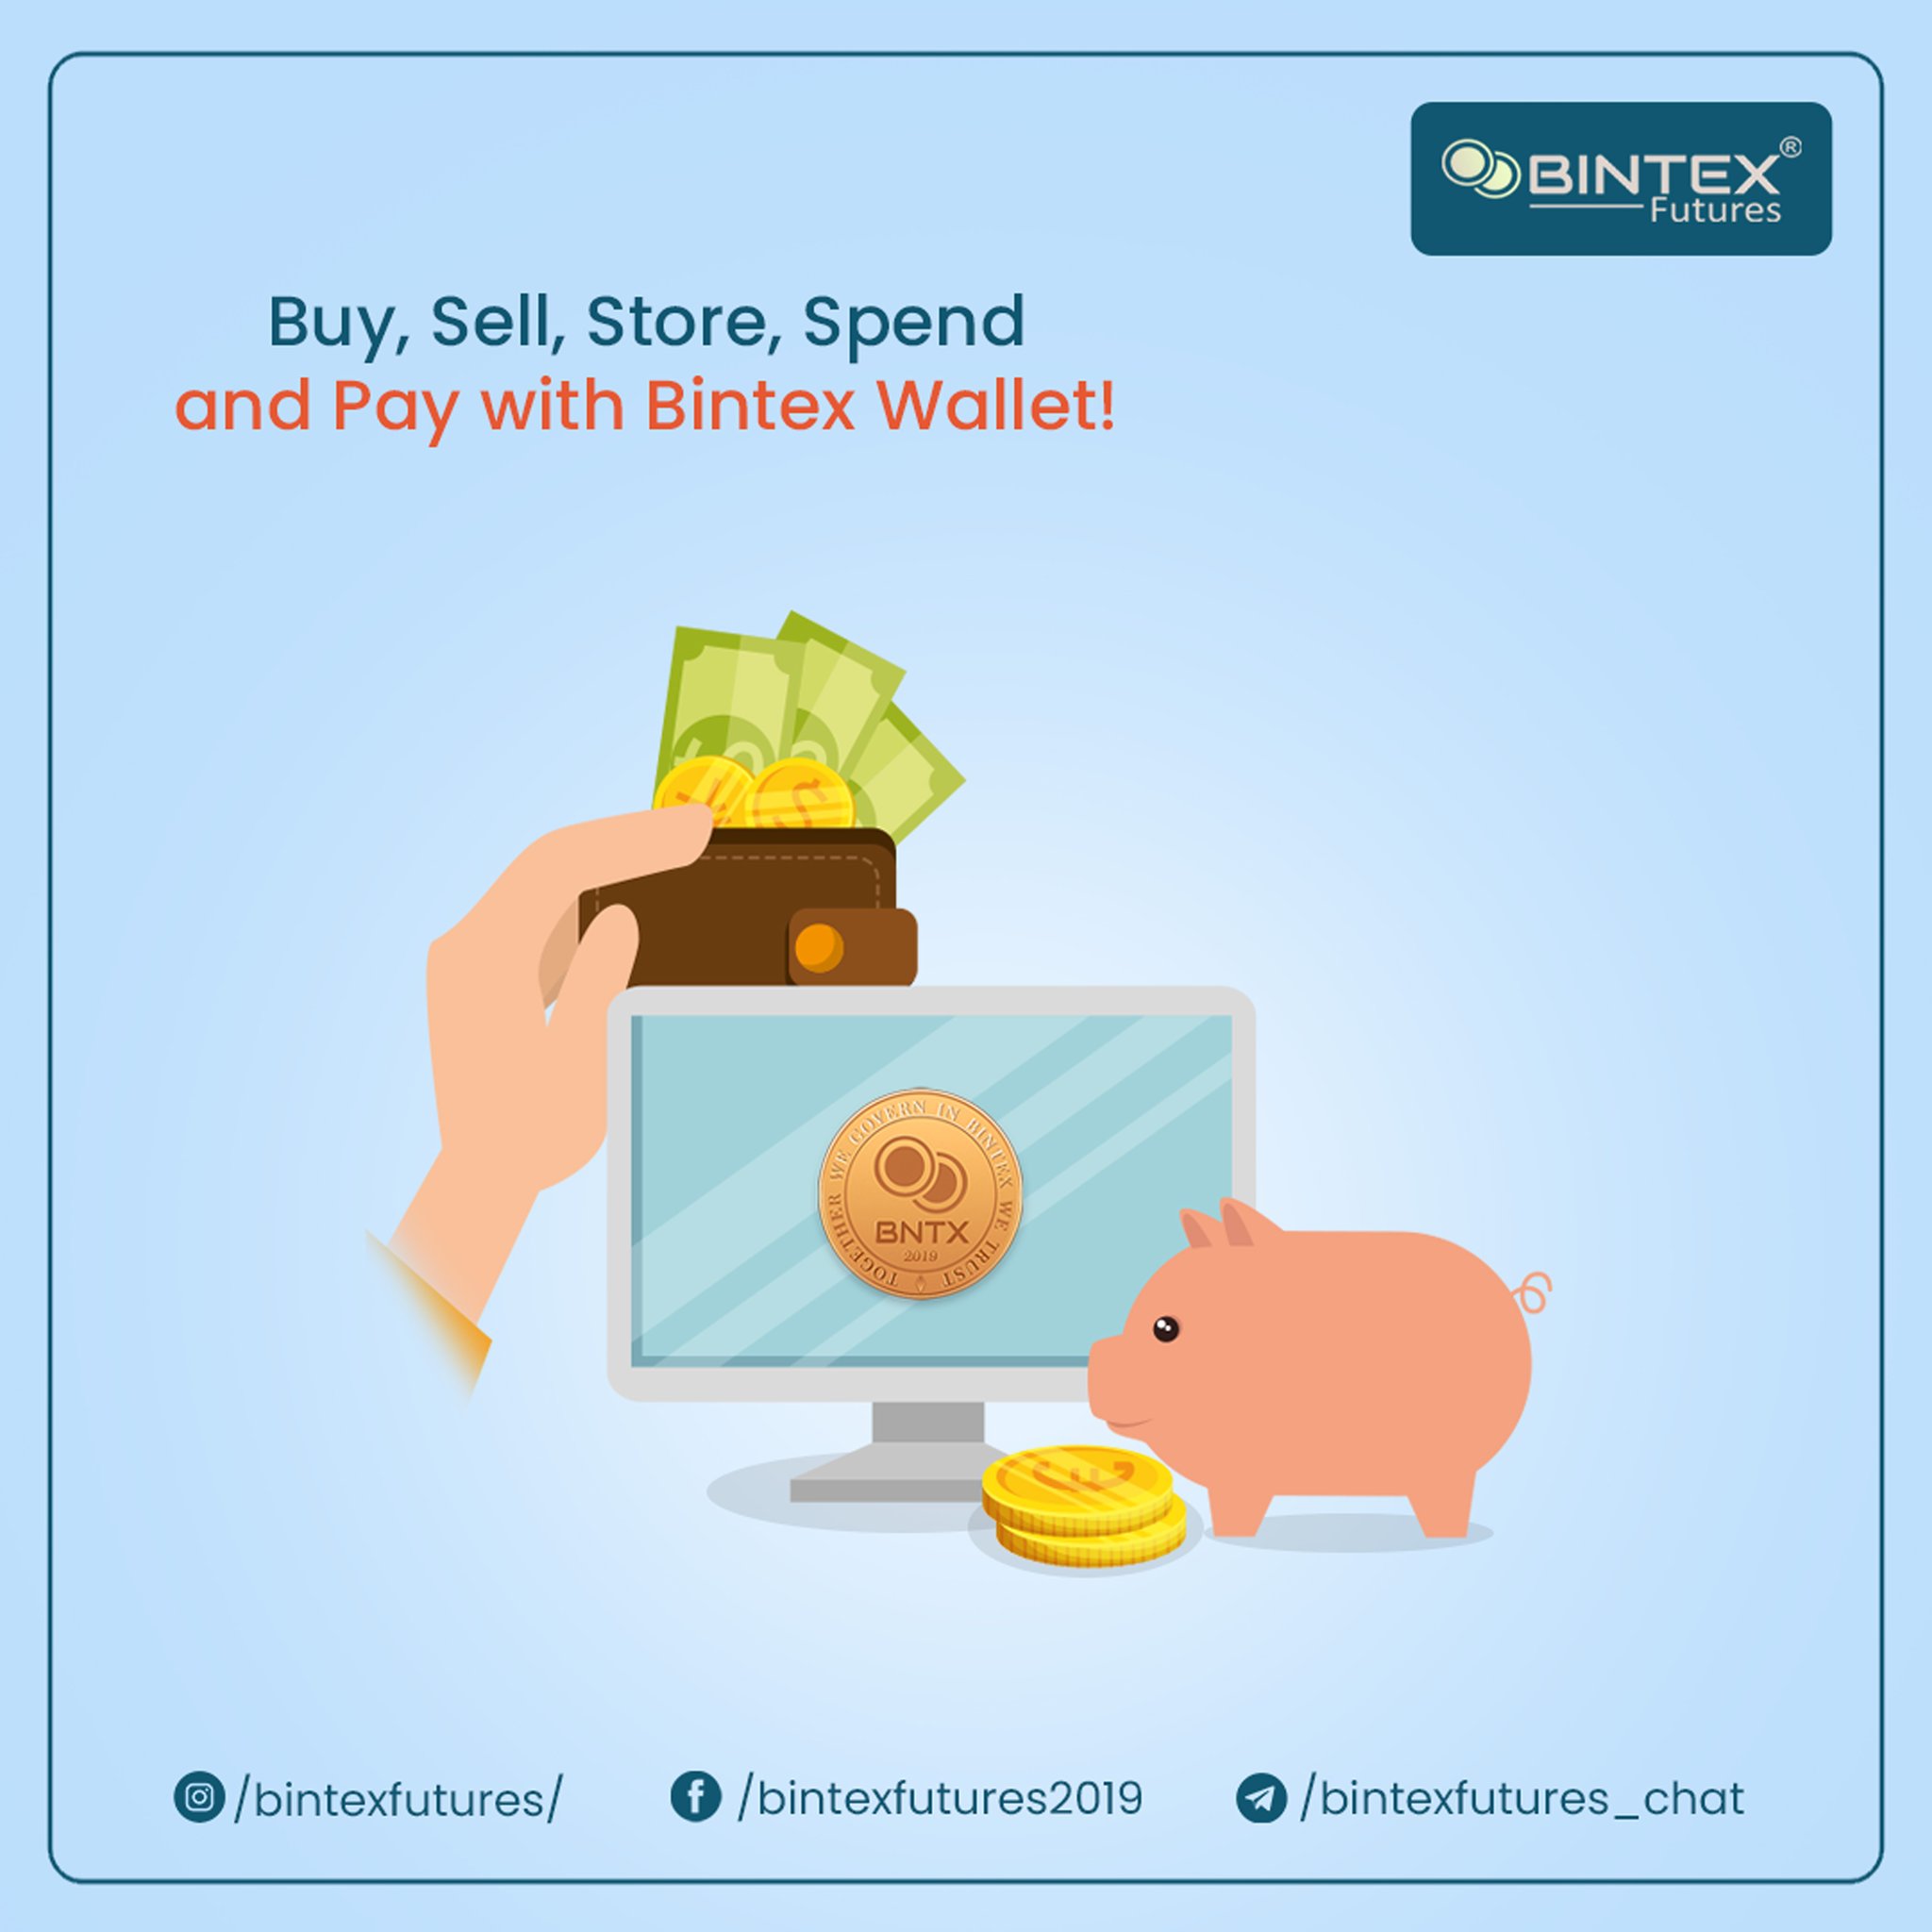 BINTEX®
Futures
Buy, Sell, Store, Spend
and Pay with Bintex Wallet!
TOGETHER WE GOVERN IN BINTEX WE TRUST
BNTX
2019
/bintexfutures/
/bintexfutures2019
/bintexfutures_chat